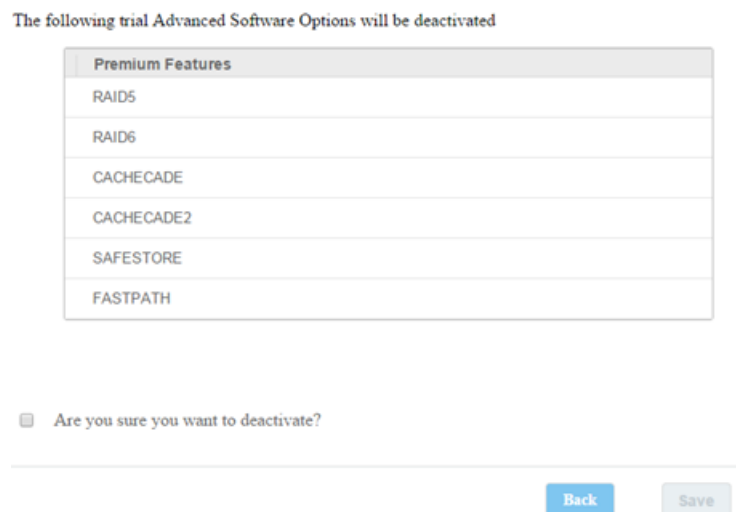 The following trial Advanced Software Options will be deactivated
Premium Features
RAID5
RAID6
CACHECADE
CACHECADE2
SAFESTORE
FASTPATH
Are you sure you want to deactivate?
Back Save